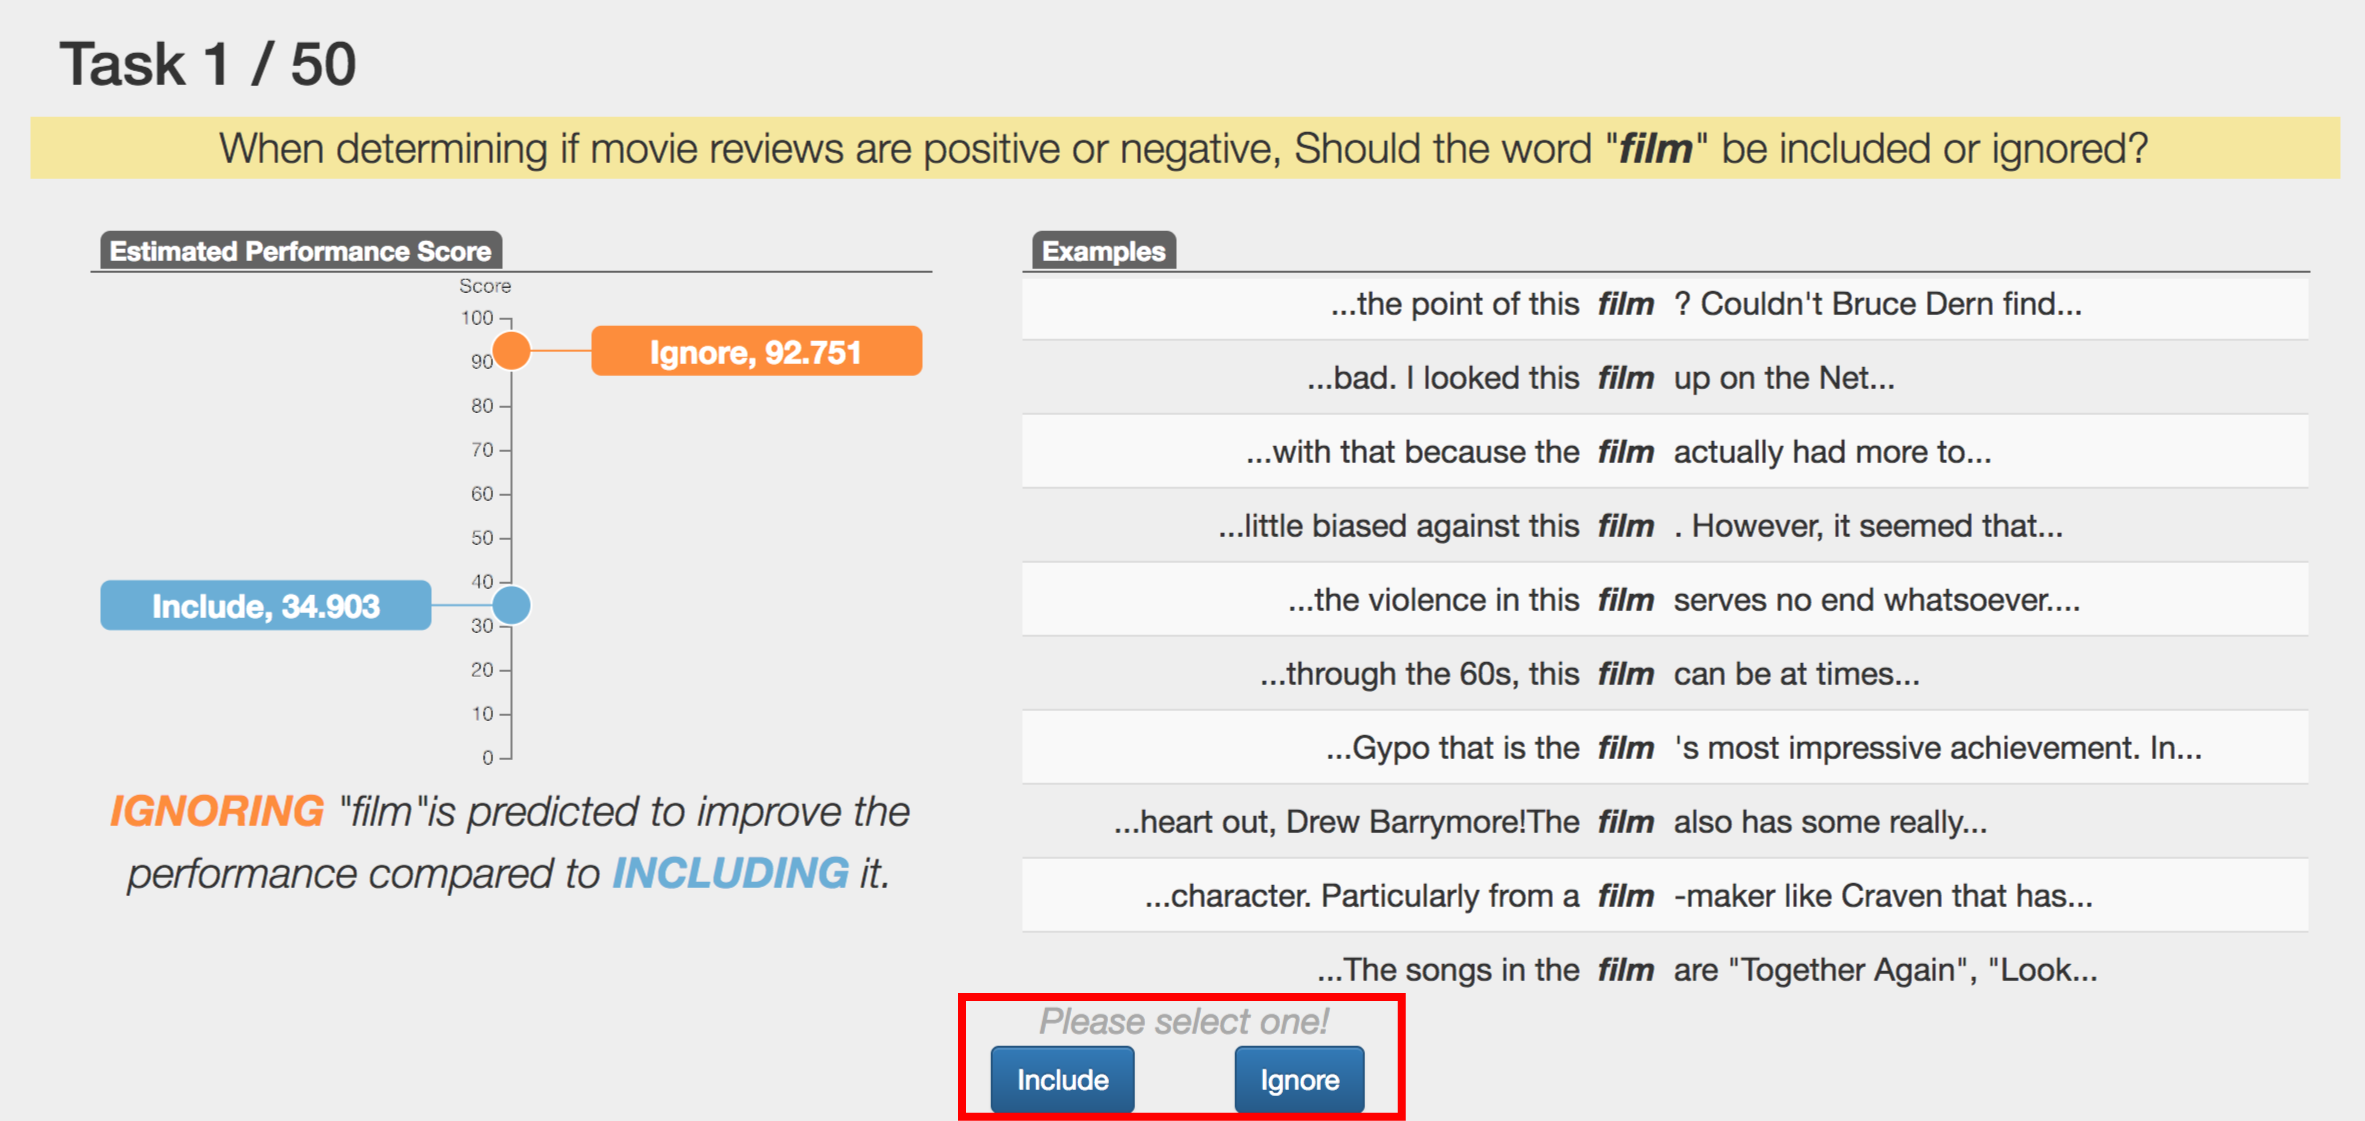 Task 1 / 50
When determining if movie reviews are positive or negative, Should the word "film" be included or ignored?
Estimated Performance Score
Score
100
90
80
70
60
50
40
30
20
10
0
Ignore, 92.751
Include, 34.903
IGNORING "film"is predicted to improve the
performance compared to INCLUDING it.
Examples
...the point of this film ? Couldn't Bruce Dern find...
...bad. I looked this film up on the Net...
...with that because the film actually had more to...
...little biased against this film . However, it seemed that...
...the violence in this film serves no end whatsoever....
...through the 60s, this film can be at times...
...Gypo that is the film 's most impressive achievement. In...
...heart out, Drew Barrymore!The film also has some really...
...character. Particularly from a film -maker like Craven that has...
...The songs in the film are "Together Again", "Look...
Please select one!
Include Ignore